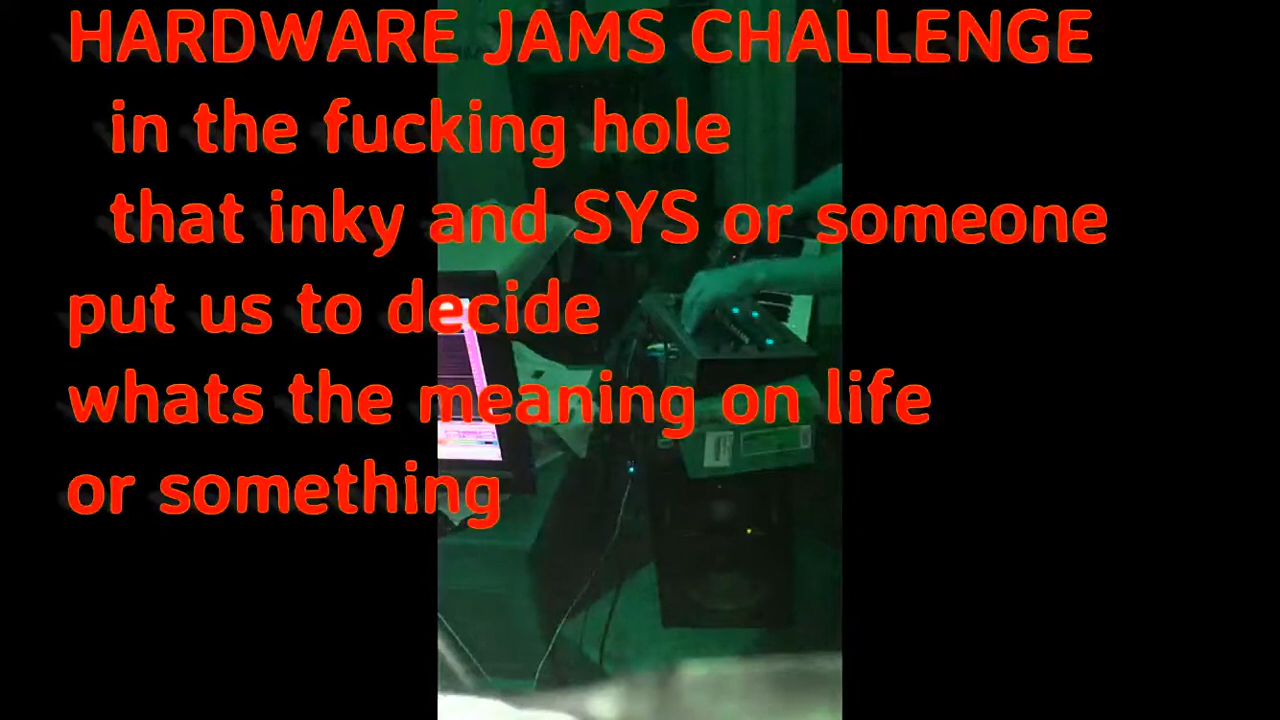 HARDWARE JAMS CHALLENGE
in the fucking hole
that inky and SYS or someone
put us to decide
whats the meaning on life
or something